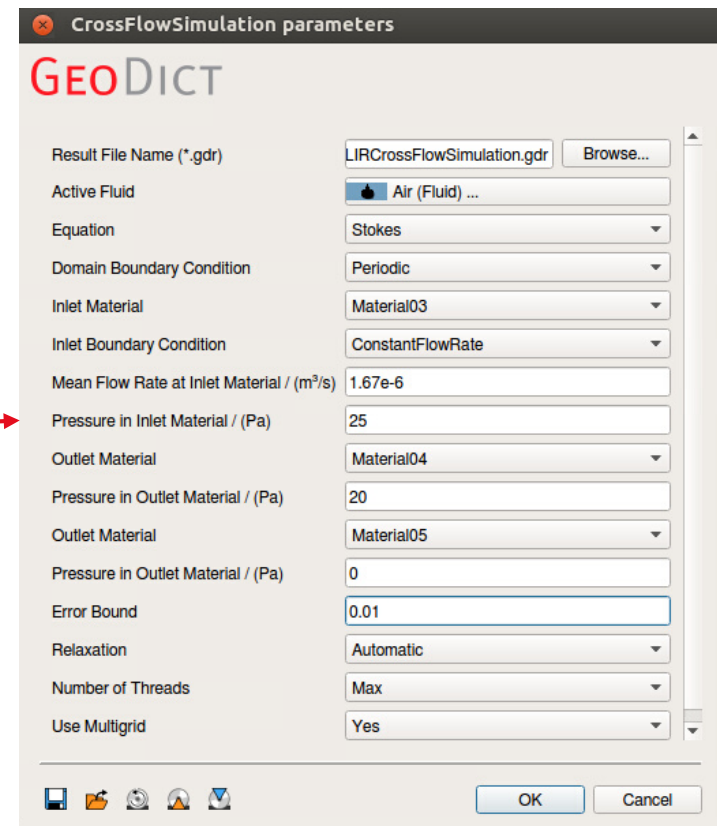 CrossFlowSimulation parameters
GEODICT
Result File Name (*.gdr) LIRCrossFlowSimulation.gdr Browse...
Active Fluid Air (Fluid) ...
Equation Stokes
Domain Boundary Condition Periodic
Inlet Material Material03
Inlet Boundary Condition ConstantFlowRate
Mean Flow Rate at Inlet Material / (m³/s) 1.67e-6
Pressure in Inlet Material / (Pa) 25
Outlet Material Material04
Pressure in Outlet Material / (Pa) 20
Outlet Material Material05
Pressure in Outlet Material / (Pa) 0
Error Bound 0.01
Relaxation Automatic
Number of Threads Max
Use Multigrid Yes
OK Cancel